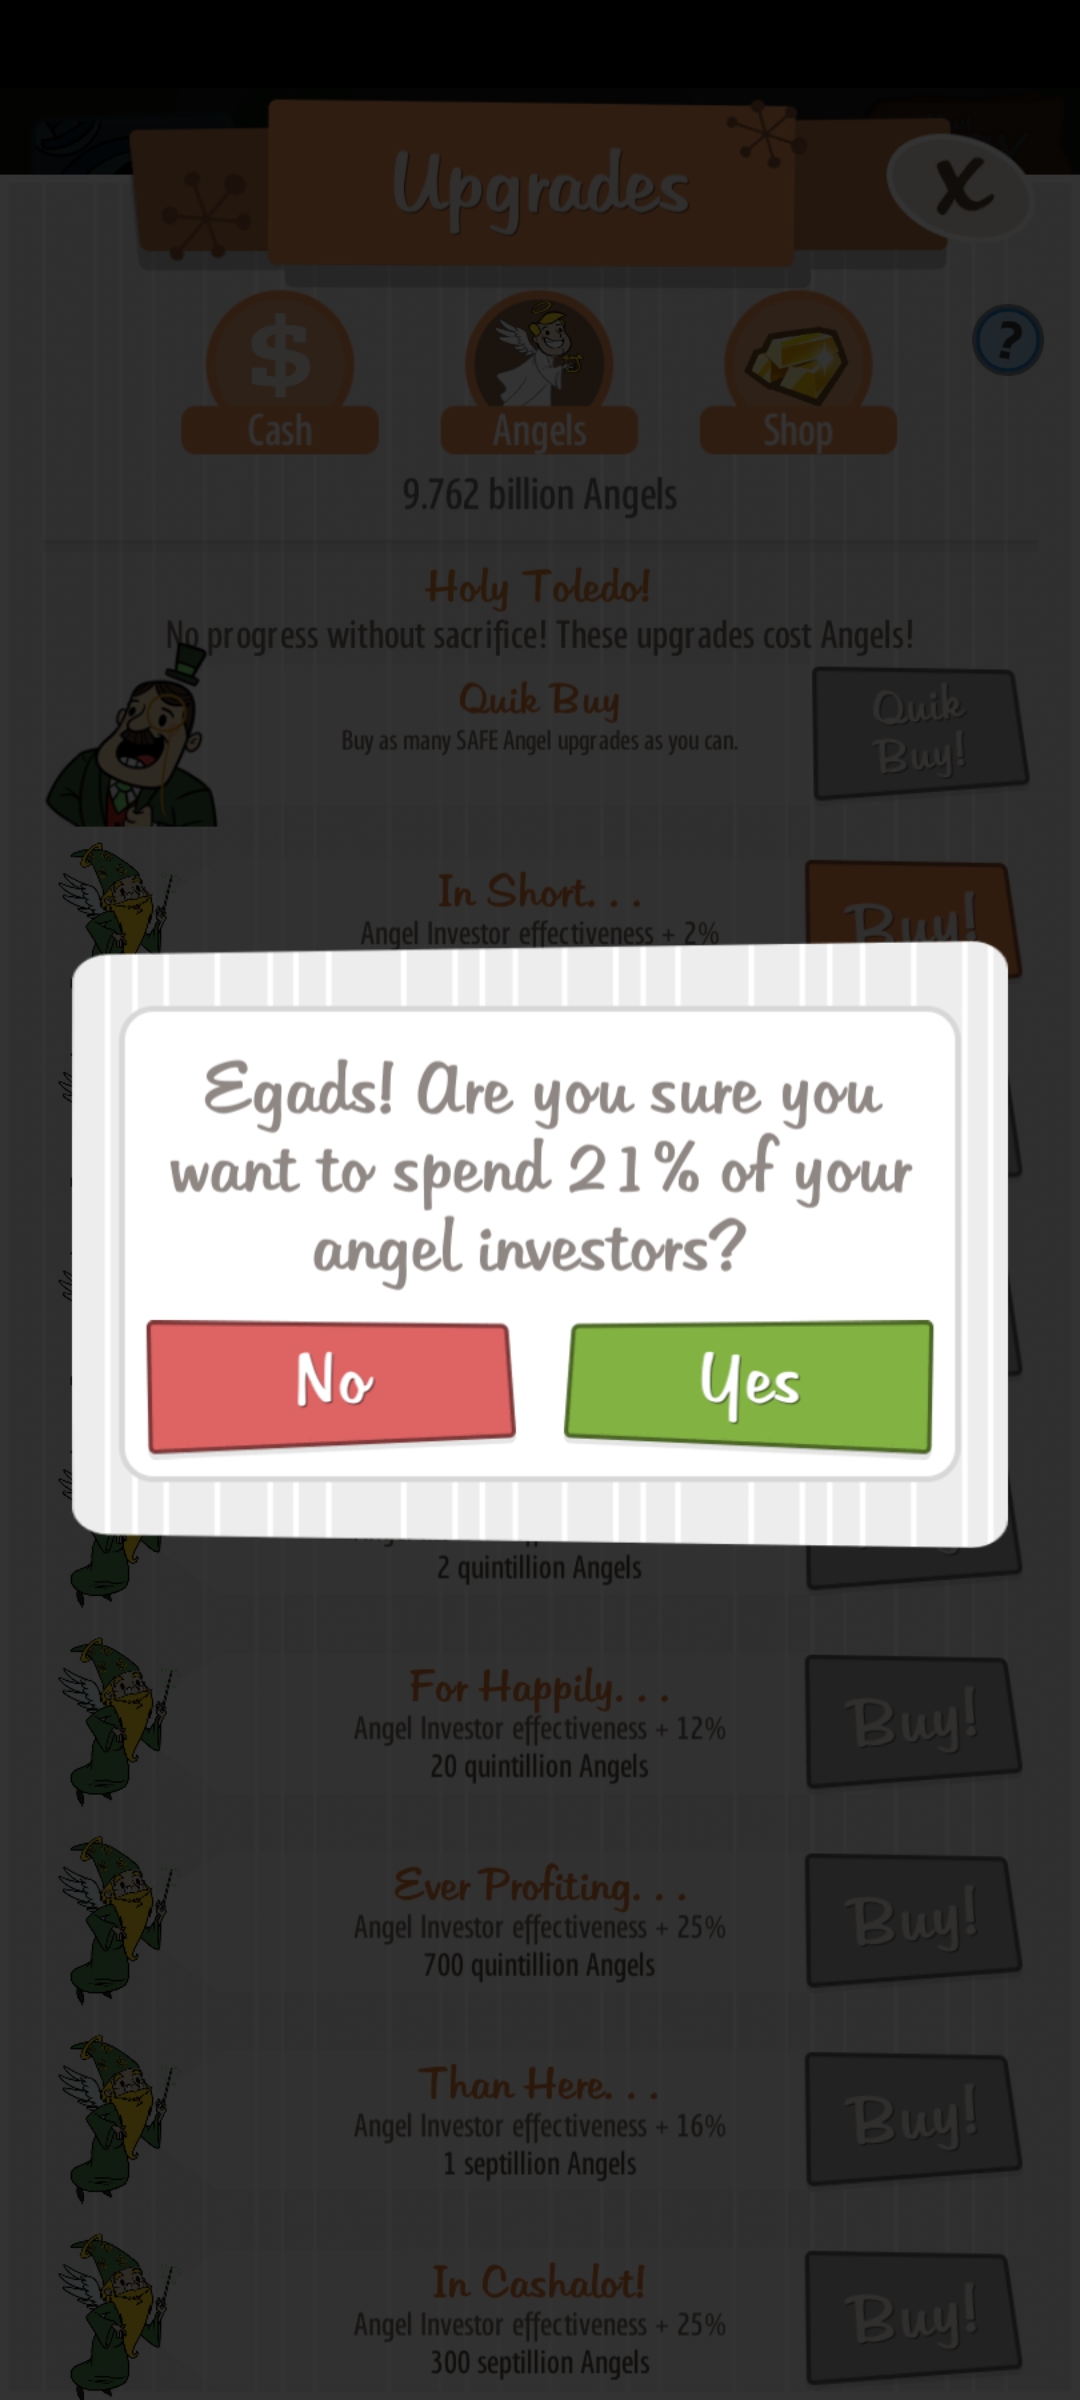 Upgrades
X
$
?
Cash
Angels
Shop
9.762 billion Angels
Holy Toledo!
No progress without sacrifice! These upgrades cost Angels!
Quik Buy
Buy as many SAFE Angel upgrades as you can.
Quik
Buy!
In Short. . .
Angel Investor effectiveness + 2%
Buy!
Egads! Are you sure you
want to spend 21% of your
angel investors?
No
Yes
2 quintillion Angels
For Happily. . .
Angel Investor effectiveness + 12%
20 quintillion Angels
Buy!
Ever Profiting. . .
Angel Investor effectiveness + 25%
700 quintillion Angels
Buy!
Than Here. . .
Angel Investor effectiveness + 16%
1 septillion Angels
Buy!
In Cashalot!
Angel Investor effectiveness + 25%
300 septillion Angels
Buy!